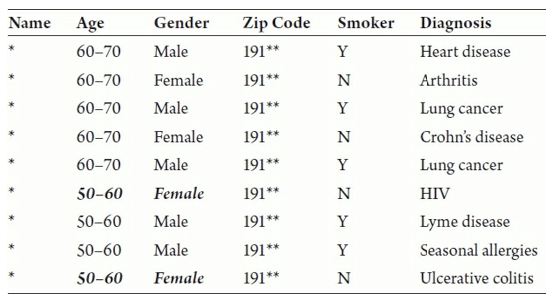 Name Age Gender Zip Code Smoker Diagnosis
* 60–70 Male 191** Y Heart disease
* 60–70 Female 191** N Arthritis
* 60–70 Male 191** Y Lung cancer
* 60–70 Female 191** N Crohn’s disease
* 60–70 Male 191** Y Lung cancer
* 50–60 Female 191** N HIV
* 50–60 Male 191** Y Lyme disease
* 50–60 Male 191** Y Seasonal allergies
* 50–60 Female 191** N Ulcerative colitis